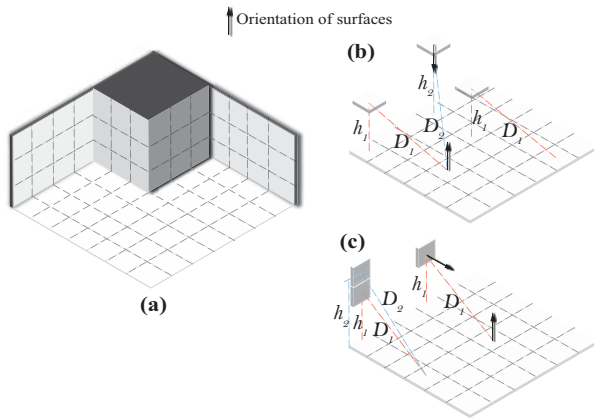 Orientation of surfaces
(b)
h2
h1
D1
D2
h1
D1
(a)
(c)
h1
D1
h2
h1
D2
D1